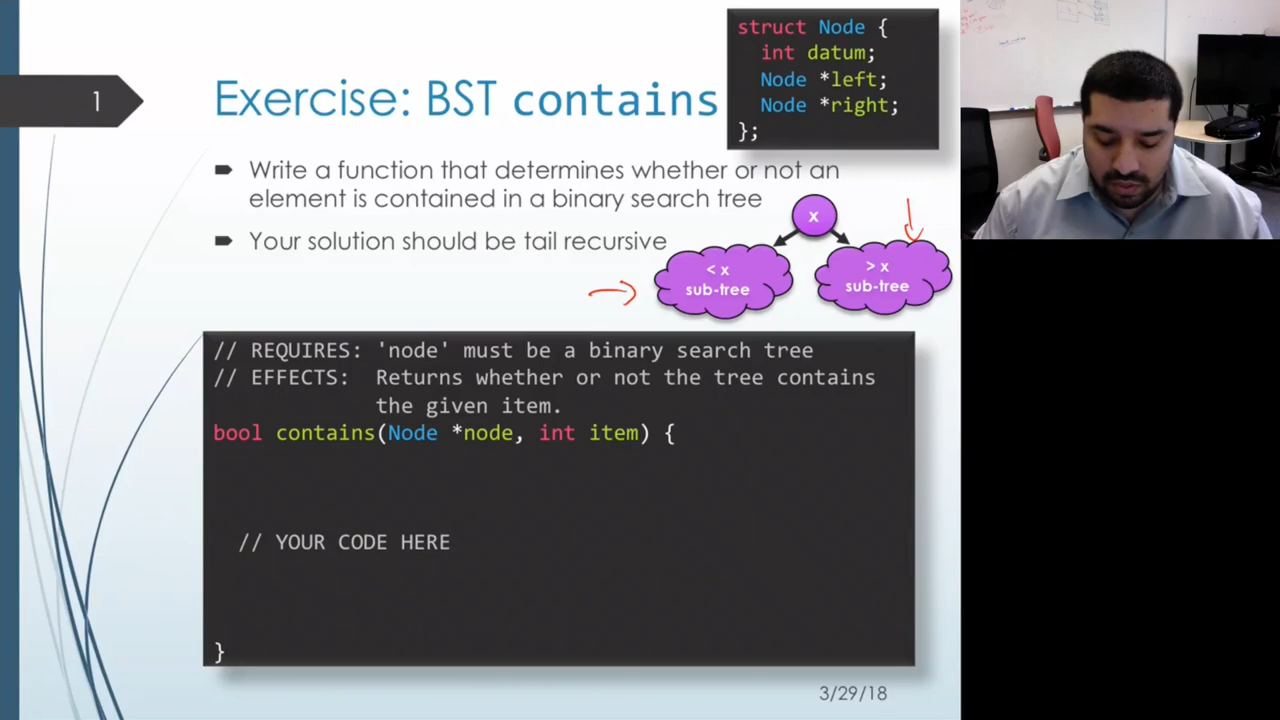 1
Exercise: BST contains
struct Node {
int datum;
Node *left;
Node *right;
};
Write a function that determines whether or not an
element is contained in a binary search tree
Your solution should be tail recursive
x
< x
sub-tree
> x
sub-tree
// REQUIRES: 'node' must be a binary search tree
// EFFECTS: Returns whether or not the tree contains
the given item.
bool contains(Node *node, int item) {
// YOUR CODE HERE
}
3/29/18